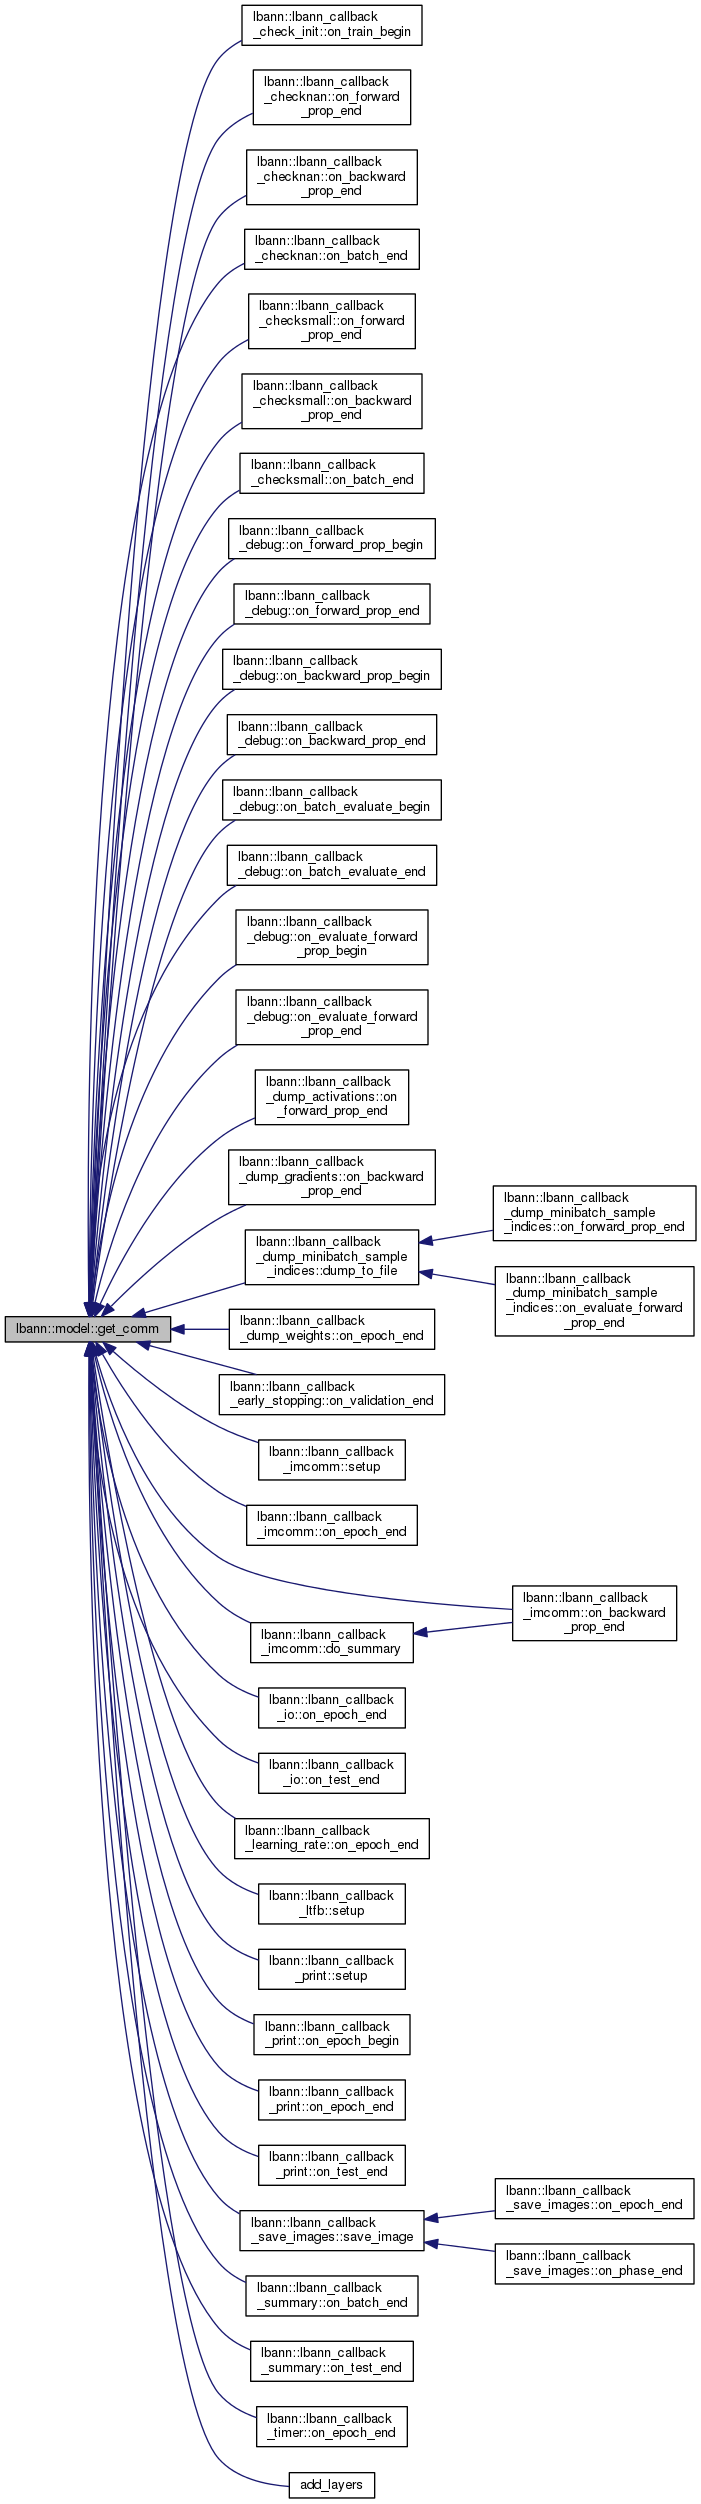 lbann::lbann_callback
_check_init::on_train_begin
lbann::lbann_callback
_checknan::on_forward
_prop_end
lbann::lbann_callback
_checknan::on_backward
_prop_end
lbann::lbann_callback
_checknan::on_batch_end
lbann::lbann_callback
_checksmall::on_forward
_prop_end
lbann::lbann_callback
_checksmall::on_backward
_prop_end
lbann::lbann_callback
_checksmall::on_batch_end
lbann::lbann_callback
_debug::on_forward_prop_begin
lbann::lbann_callback
_debug::on_forward_prop_end
lbann::lbann_callback
_debug::on_backward_prop_begin
lbann::lbann_callback
_debug::on_backward_prop_end
lbann::lbann_callback
_debug::on_batch_evaluate_begin
lbann::lbann_callback
_debug::on_batch_evaluate_end
lbann::lbann_callback
_debug::on_evaluate_forward
_prop_begin
lbann::lbann_callback
_debug::on_evaluate_forward
_prop_end
lbann::lbann_callback
_dump_activations::on
_forward_prop_end
lbann::lbann_callback
_dump_gradients::on_backward
_prop_end
lbann::lbann_callback
_dump_minibatch_sample
_indices::dump_to_file
lbann::lbann_callback
_dump_minibatch_sample
_indices::on_forward_prop_end
lbann::lbann_callback
_dump_minibatch_sample
_indices::on_evaluate_forward
_prop_end
lbann::model::get_comm
lbann::lbann_callback
_dump_weights::on_epoch_end
lbann::lbann_callback
_early_stopping::on_validation_end
lbann::lbann_callback
_imcomm::setup
lbann::lbann_callback
_imcomm::on_epoch_end
lbann::lbann_callback
_imcomm::on_backward
_prop_end
lbann::lbann_callback
_imcomm::do_summary
lbann::lbann_callback
_io::on_epoch_end
lbann::lbann_callback
_io::on_test_end
lbann::lbann_callback
_learning_rate::on_epoch_end
lbann::lbann_callback
_ltfb::setup
lbann::lbann_callback
_print::setup
lbann::lbann_callback
_print::on_epoch_begin
lbann::lbann_callback
_print::on_epoch_end
lbann::lbann_callback
_print::on_test_end
lbann::lbann_callback
_save_images::save_image
lbann::lbann_callback
_save_images::on_epoch_end
lbann::lbann_callback
_save_images::on_phase_end
lbann::lbann_callback
_summary::on_batch_end
lbann::lbann_callback
_summary::on_test_end
lbann::lbann_callback
_timer::on_epoch_end
add_layers